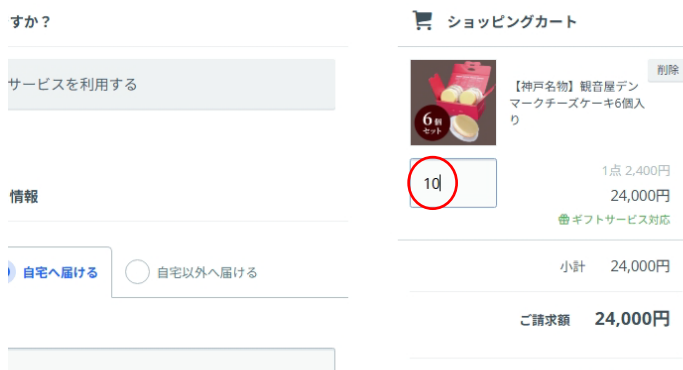 すか？
サービスを利用する
情報
自宅へ届ける
自宅以外へ届ける
ショッピングカート
削除
【神戸名物】観音屋デン
マークチーズケーキ6個入
り
6個
セット
10
1点 2,400円
24,000円
ギフトサービス対応
小計 24,000円
ご請求額 24,000円